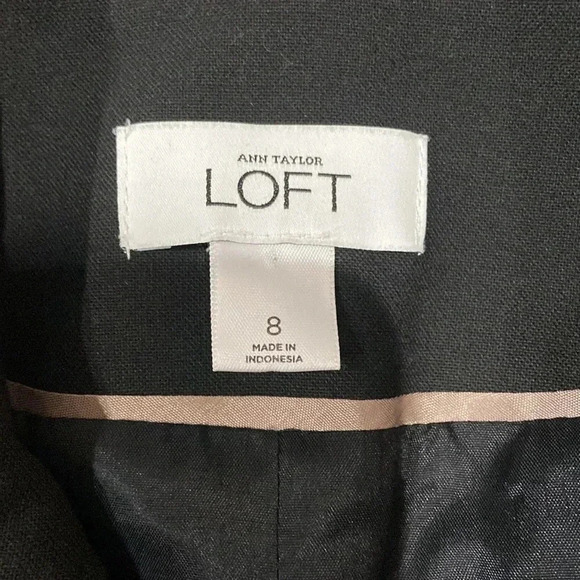 ANN TAYLOR
LOFT
8
MADE IN
INDONESIA